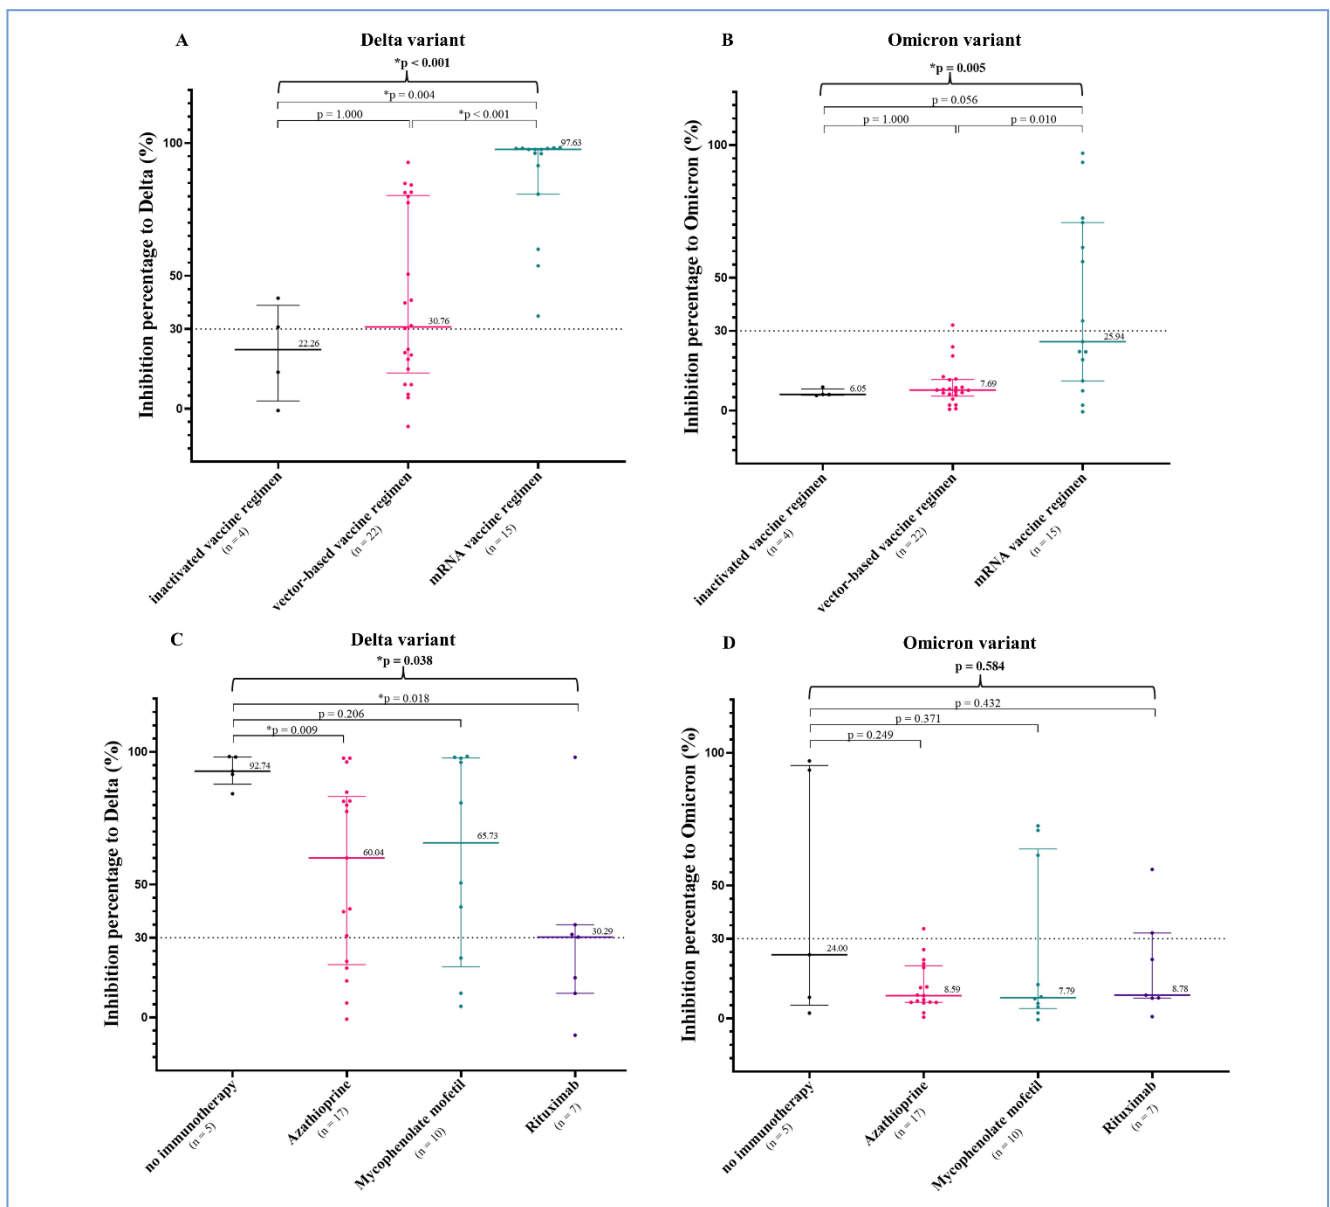 A
Delta variant
*p < 0.001
*p = 0.004
p = 1.000
*p < 0.001
Inhibition percentage to Delta (%)
100
50
30
0
22.26
30.76
97.63
inactivated vaccine regimen
(n = 4)
vector-based vaccine regimen
(n = 22)
mRNA vaccine regimen
(n = 15)
B
Omicron variant
*p = 0.005
p = 0.056
p = 1.000
p = 0.010
Inhibition percentage to Omicron (%)
100
50
30
0
6.05
7.69
25.94
inactivated vaccine regimen
(n = 4)
vector-based vaccine regimen
(n = 22)
mRNA vaccine regimen
(n = 15)
C
Delta variant
*p = 0.038
*p = 0.018
p = 0.206
*p = 0.009
Inhibition percentage to Delta (%)
100
50
30
0
92.74
60.04
65.73
30.29
no immunotherapy
(n = 5)
Azathioprine
(n = 17)
Mycophenolate mofetil
(n = 10)
Rituximab
(n = 7)
D
Omicron variant
p = 0.584
p = 0.432
p = 0.371
p = 0.249
Inhibition percentage to Omicron (%)
100
50
30
0
24.00
8.59
7.79
8.78
no immunotherapy
(n = 5)
Azathioprine
(n = 17)
Mycophenolate mofetil
(n = 10)
Rituximab
(n = 7)